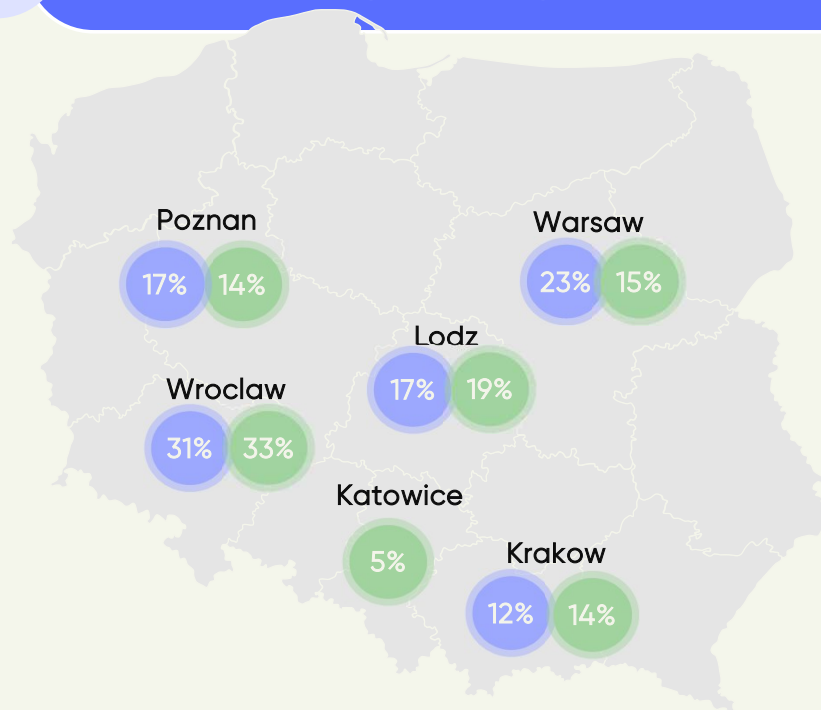 Poznan
17% 14%
Warsaw
23% 15%
Lodz
17% 19%
Wroclaw
31% 33%
Katowice
5%
Krakow
12% 14%